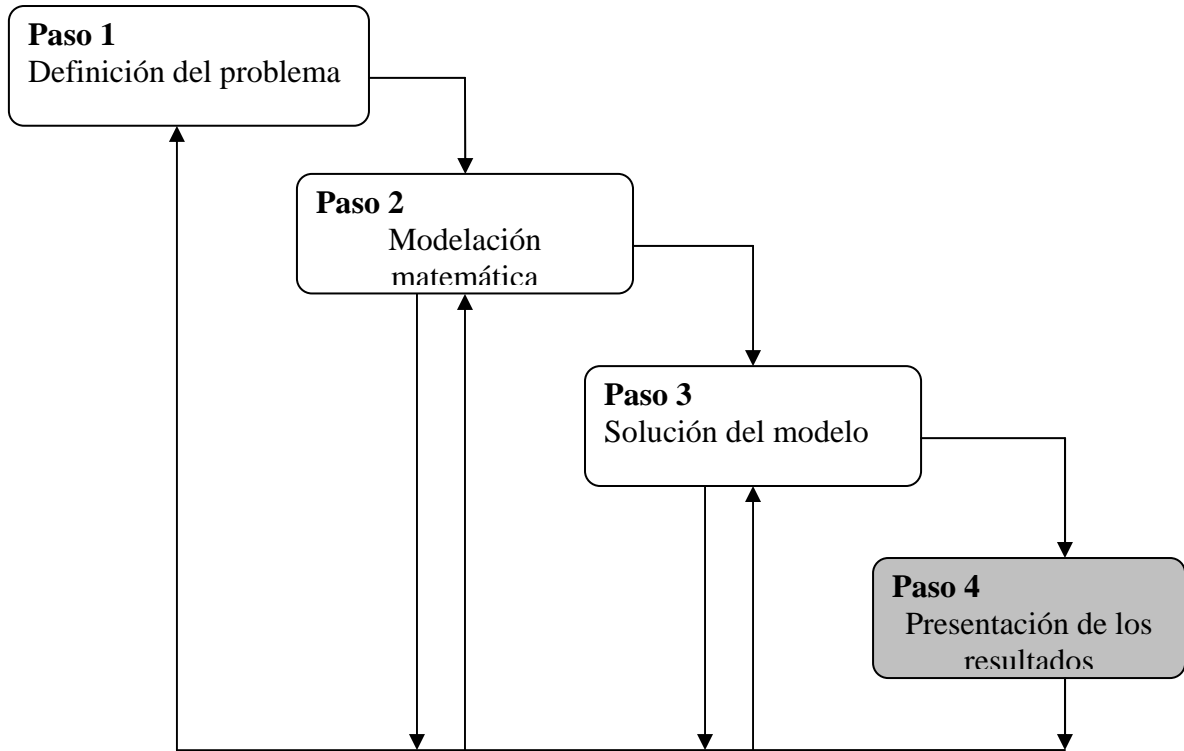 Paso 1
Definición del problema
Paso 2
Modelación
matemática
Paso 3
Solución del modelo
Paso 4
Presentación de los
resultados